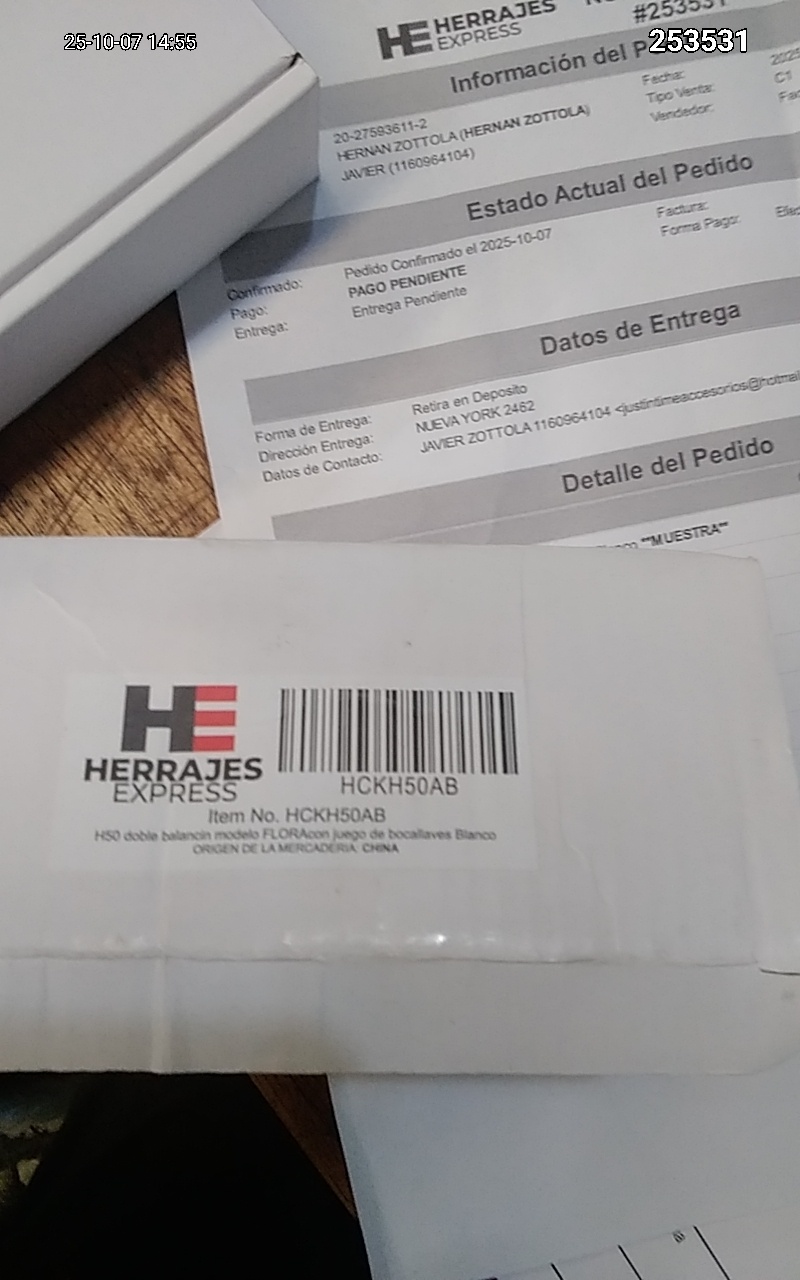 25-10-07 14:55
253531
HERRAJES
EXPRESS
#253531
Información del
20-27593611-2
HERNAN ZOTTOLA (HERNAN ZOTTOLA)
JAVIER (1160964104)
Fecha:
Tipo Venta: C1
Vendedor:
Estado Actual del Pedido
Confirmado: Pedido Confirmado el 2025-10-07
Pago: PAGO PENDIENTE
Entrega: Entrega Pendiente
Factura:
Forma Pago:
Datos de Entrega
Forma de Entrega: Retira en Deposito
Dirección Entrega: NUEVA YORK 2462
Datos de Contacto: JAVIER ZOTTOLA 1160964104 <justintimeaccesorios@hotmai
Detalle del Pedido
**MUESTRA**
HE
HERRAJES
EXPRESS
HCKH50AB
Item No. HCKH50AB
H50 doble balancin modelo FLORAcon juego de bocallaves Blanco
ORIGEN DE LA MERCADERIA: CHINA